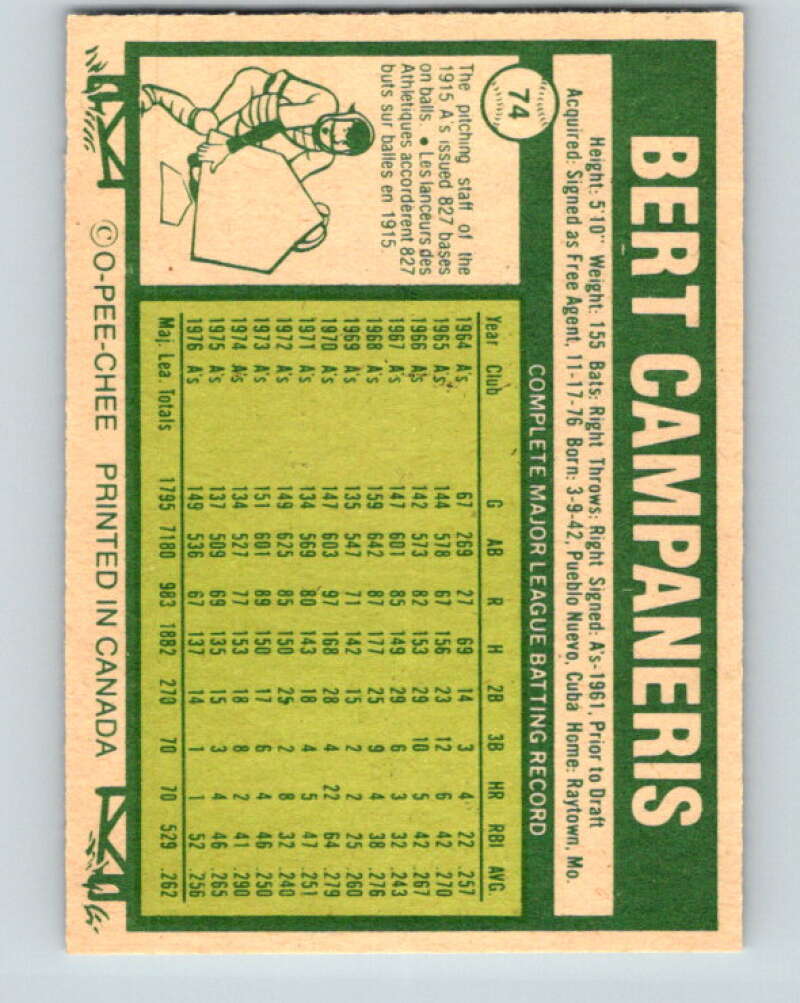 74
BERT CAMPANERIS
Height: 5'10" Weight: 155 Bats: Right Throws: Right Signed: A's-1961, Prior to Draft
Acquired: Signed as Free Agent, 11-17-76 Born: 3-9-42, Pueblo Nuevo, Cuba Home: Raytown, Mo.
The pitching staff of the
1915 A's issued 827 bases
on balls. • Les lanceurs des
Athlétiques accorderent 827
buts sur balles en 1915.
COMPLETE MAJOR LEAGUE BATTING RECORD
Year Club G AB R H 2B 3B HR RBI AVG.
1964 A's 67 269 27 69 14 3 4 22 .257
1965 A's 144 578 67 156 23 12 6 42 .270
1966 A's 142 573 82 153 29 10 5 42 .267
1967 A's 147 601 85 149 29 6 3 32 .243
1968 A's 159 642 87 177 25 9 4 38 .276
1969 A's 135 547 71 142 15 2 2 25 .260
1970 A's 147 603 97 168 28 4 22 64 .279
1971 A's 134 569 80 143 18 4 5 47 .251
1972 A's 149 625 85 150 25 2 8 32 .240
1973 A's 151 601 89 150 17 6 4 46 .250
1974 A's 134 527 77 153 18 8 2 41 .290
1975 A's 137 509 69 135 15 3 4 46 .265
1976 A's 149 536 67 137 14 1 1 52 .256
Maj. Lea. Totals 1795 7180 983 1882 270 70 70 529 .262
©O-PEE-CHEE PRINTED IN CANADA